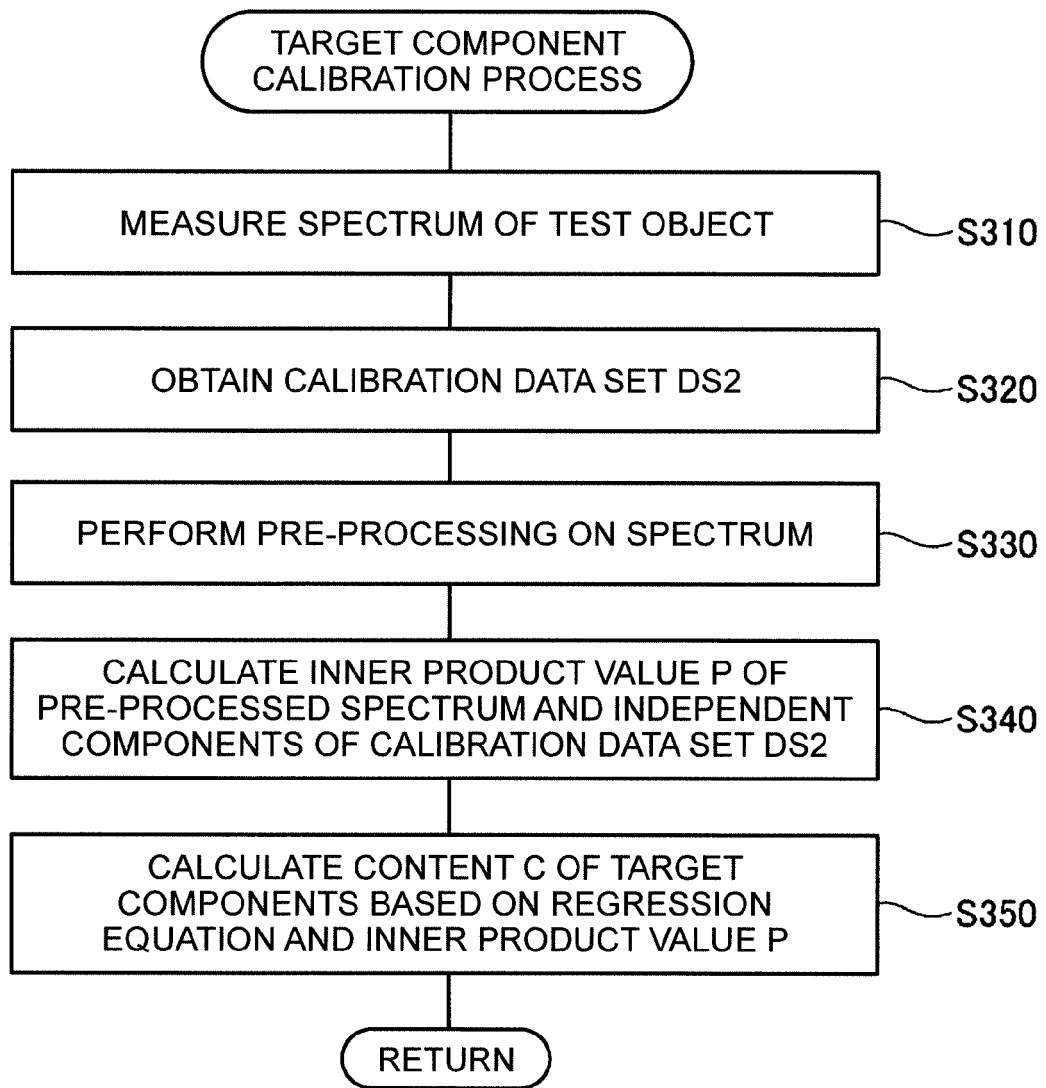 TARGET COMPONENT
CALIBRATION PROCESS
MEASURE SPECTRUM OF TEST OBJECT
S310
OBTAIN CALIBRATION DATA SET DS2
S320
PERFORM PRE-PROCESSING ON SPECTRUM
S330
CALCULATE INNER PRODUCT VALUE P OF
PRE-PROCESSED SPECTRUM AND INDEPENDENT
COMPONENTS OF CALIBRATION DATA SET DS2
S340
CALCULATE CONTENT C OF TARGET
COMPONENTS BASED ON REGRESSION
EQUATION AND INNER PRODUCT VALUE P
S350
RETURN